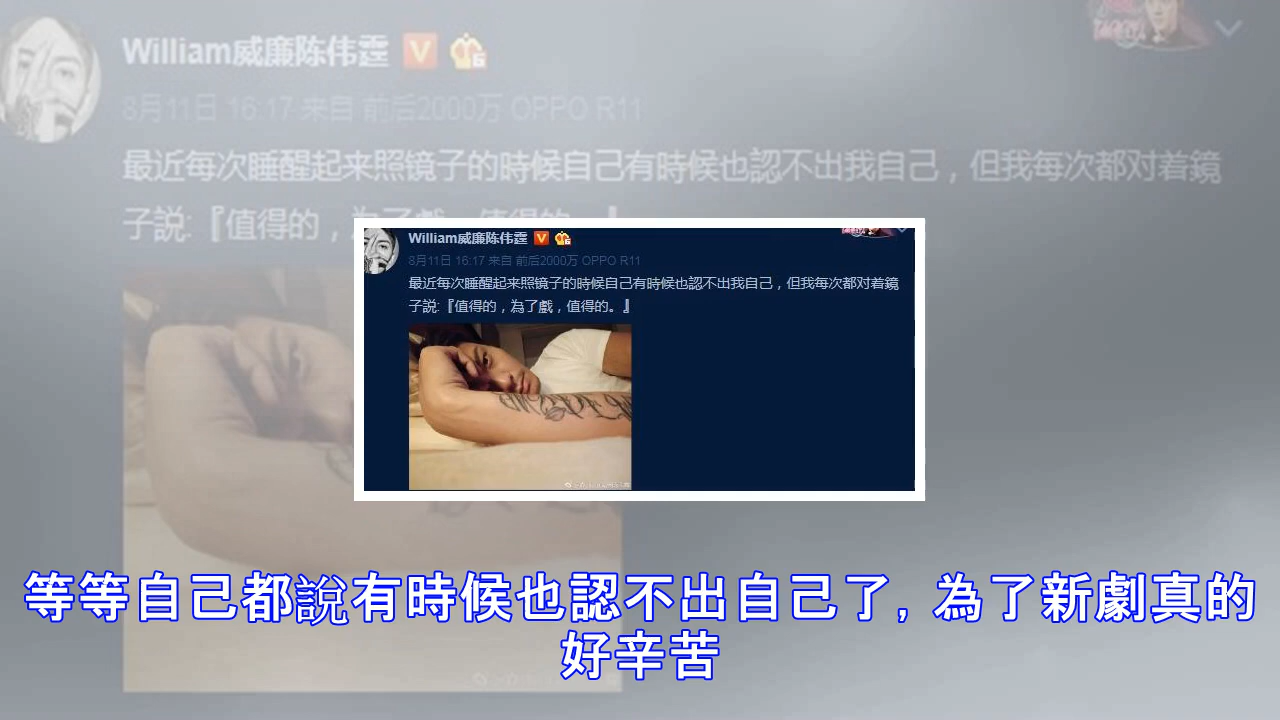 William威廉陈伟霆
8月11日 16:17 来自 前后2000万 OPPO R11
最近每次睡醒起来照镜子的時候自己有時候也認不出我自己，但我每次都对着鏡
子説:『值得的，為了戲，值得的。』
William威廉陈伟霆
8月11日 16:17 来自 前后2000万 OPPO R11
最近每次睡醒起来照镜子的時候自己有時候也認不出我自己，但我每次都对着鏡
子説:『值得的，為了戲，值得的。』
等等自己都說有時候也認不出自己了，為了新劇真的
好辛苦